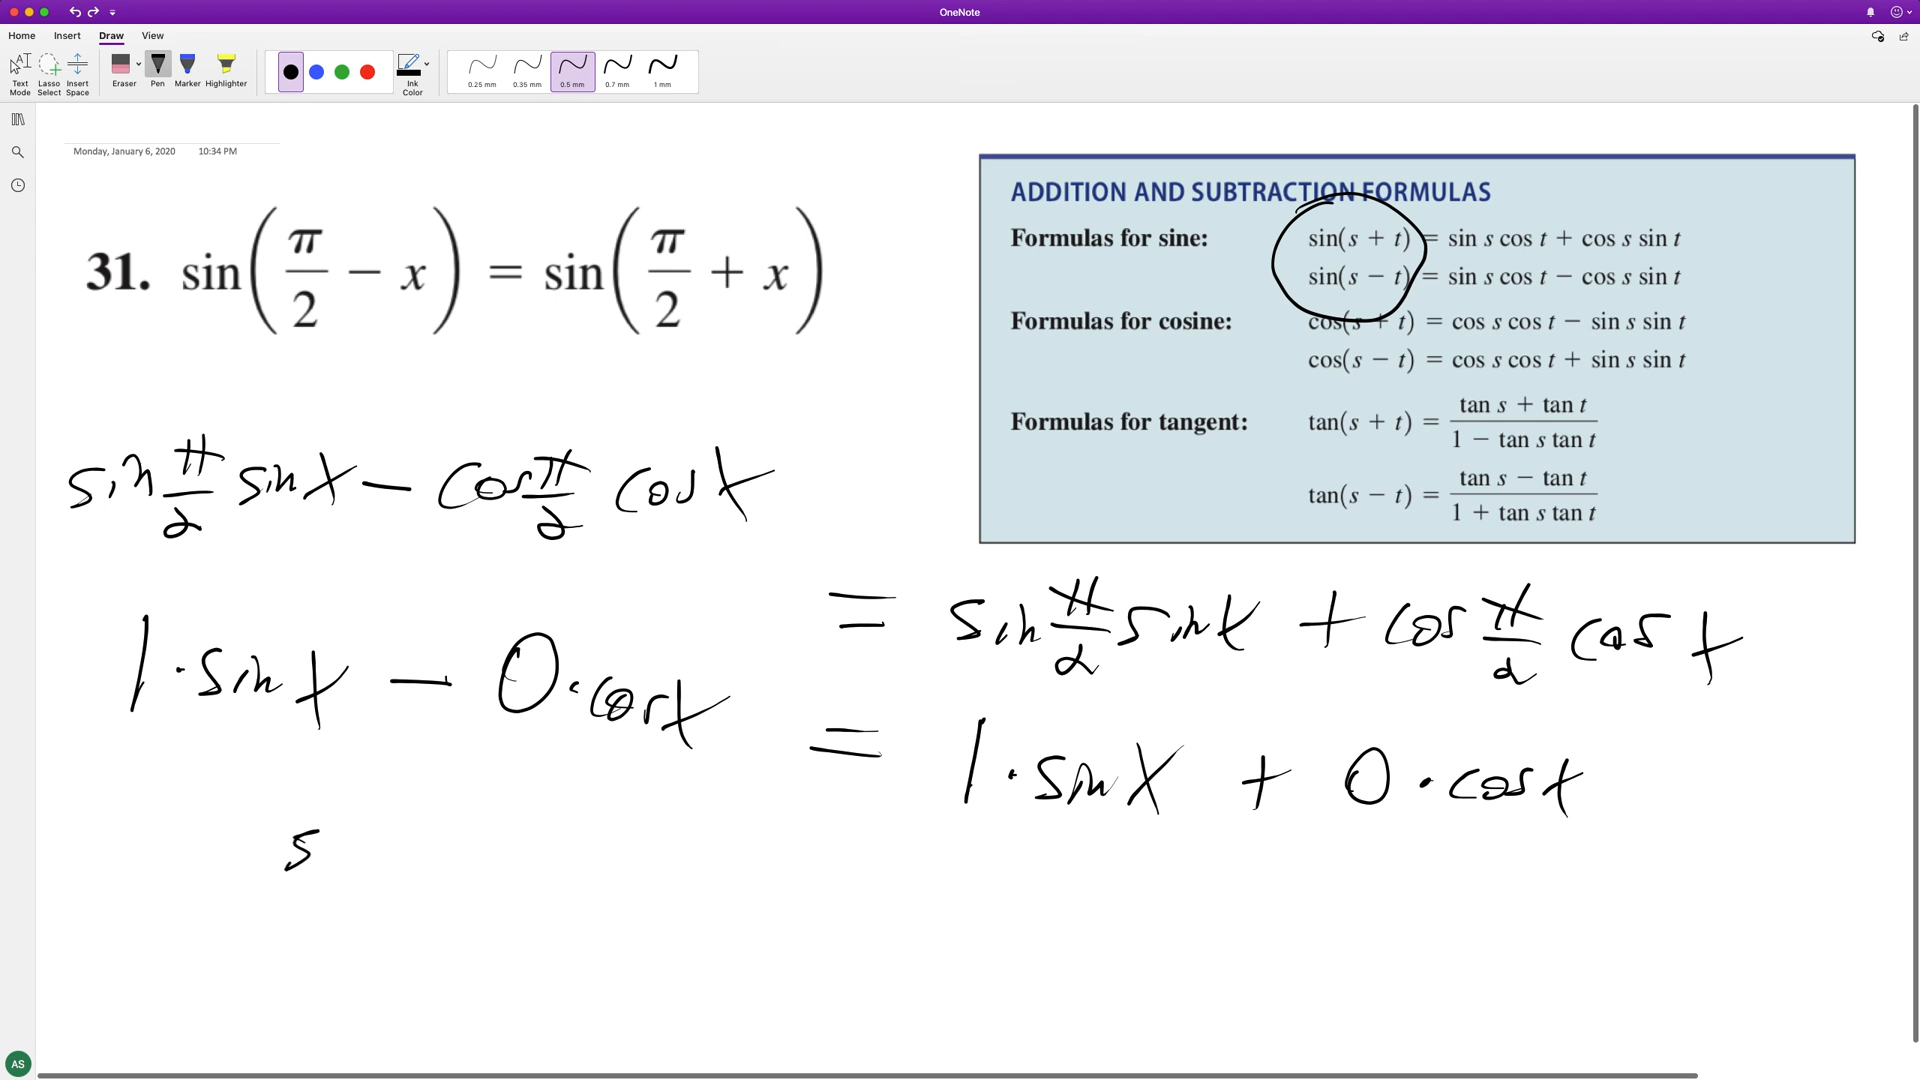 OneNote
Home Insert Draw View
Text Mode
Lasso Select
Insert Space
Eraser
Pen
Marker
Highlighter
Ink Color
0.25 mm
0.35 mm
0.5 mm
0.7 mm
1 mm
Monday, January 6, 2020 10:34 PM
31. sin(π/2 − x) = sin(π/2 + x)
ADDITION AND SUBTRACTION FORMULAS
Formulas for sine: sin(s + t) = sin s cos t + cos s sin t
sin(s − t) = sin s cos t − cos s sin t
Formulas for cosine: cos(s + t) = cos s cos t − sin s sin t
cos(s − t) = cos s cos t + sin s sin t
Formulas for tangent: tan(s + t) = (tan s + tan t)/(1 − tan s tan t)
tan(s − t) = (tan s − tan t)/(1 + tan s tan t)
sin π/2 sin x − cos π/2 cos x
= sin π/2 sin x + cos π/2 cos x
1 · sin x − 0 · cos x
= 1 · sin x + 0 · cos x
s
AS